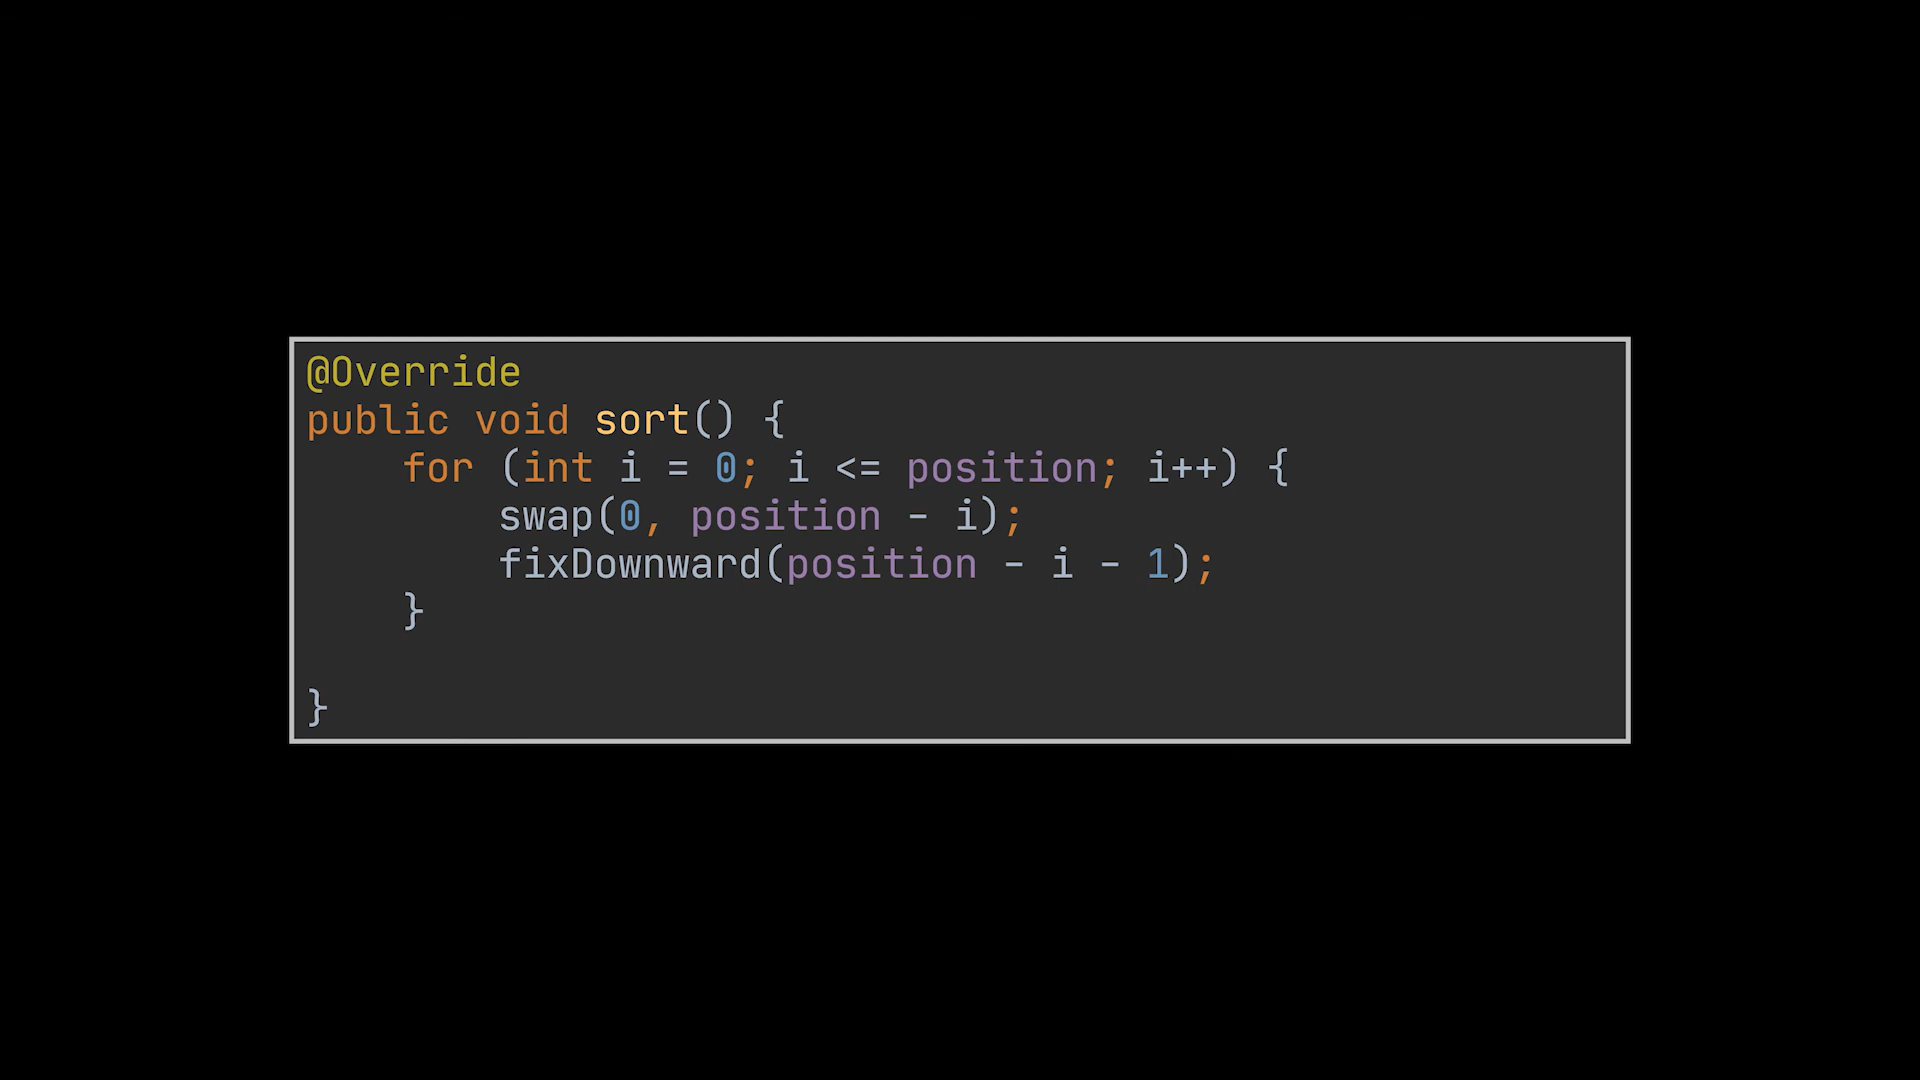 @Override
public void sort() {
    for (int i = 0; i <= position; i++) {
        swap(0, position - i);
        fixDownward(position - i - 1);
    }
}